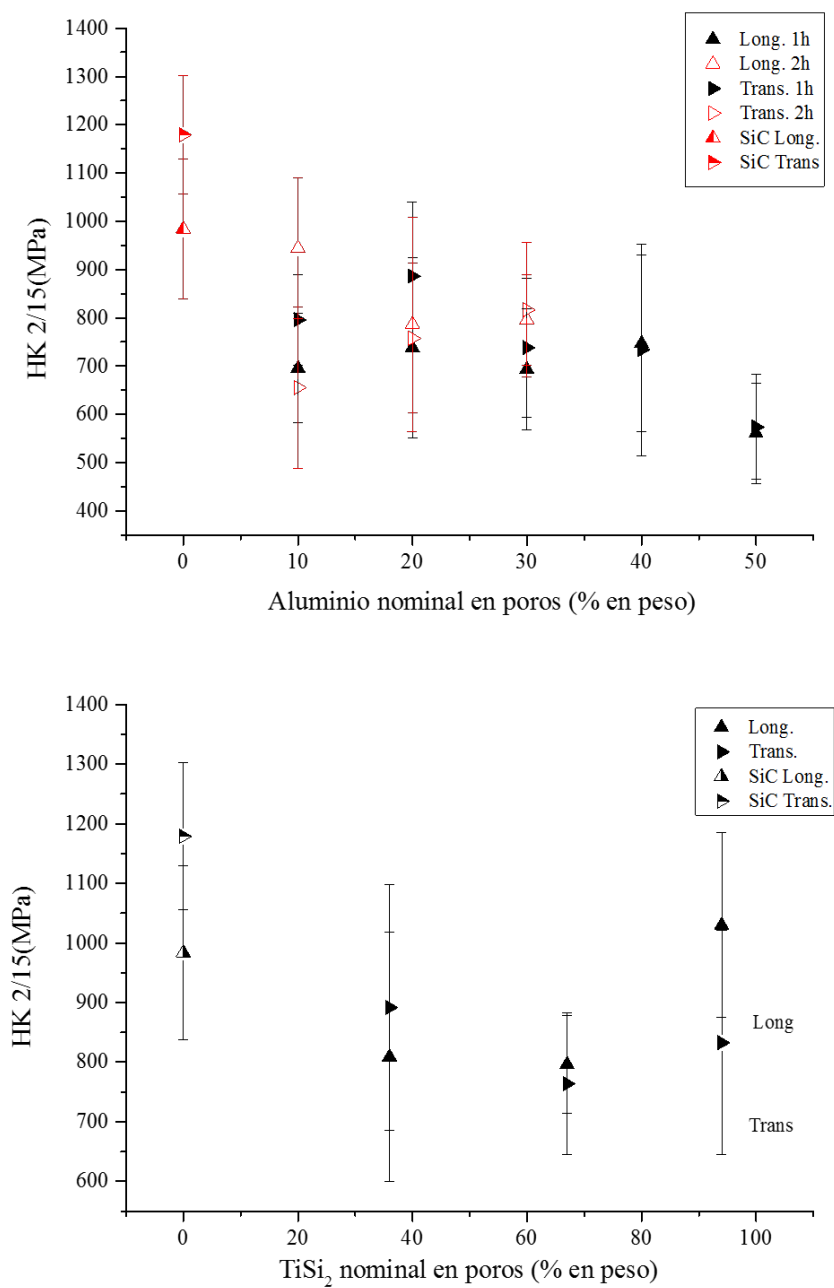 1400
1300
1200
1100
1000
900
800
700
600
500
400
HK 2/15(MPa)
Long. 1h
Long. 2h
Trans. 1h
Trans. 2h
SiC Long.
SiC Trans
0 10 20 30 40 50
Aluminio nominal en poros (% en peso)
1400
1300
1200
1100
1000
900
800
700
600
HK 2/15(MPa)
Long.
Trans.
SiC Long.
SiC Trans.
Long
Trans
0 20 40 60 80 100
TiSi₂ nominal en poros (% en peso)